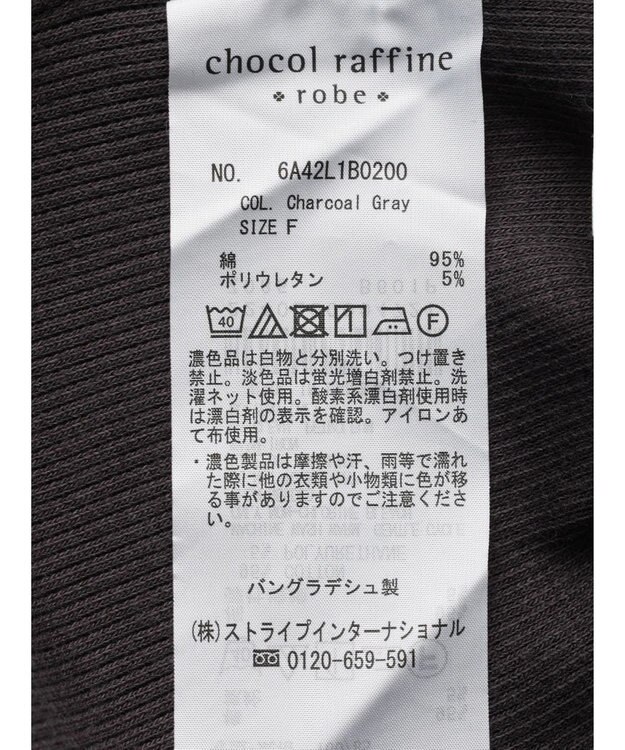 chocol raffine
robe
NO. 6A42L1B0200
COL. Charcoal Gray
SIZE F
綿 95%
ポリウレタン 5%
40 F
濃色品は白物と分別洗い。つけ置き
禁止。淡色品は蛍光増白剤禁止。洗
濯ネット使用。酸素系漂白剤使用時
は漂白剤の表示を確認。アイロンあ
て布使用。
・濃色製品は摩擦や汗、雨等で濡れ
た際に他の衣類や小物類に色が移
る事がありますのでご注意くださ
い。
バングラデシュ製
(株)ストライプインターナショナル
0120-659-591